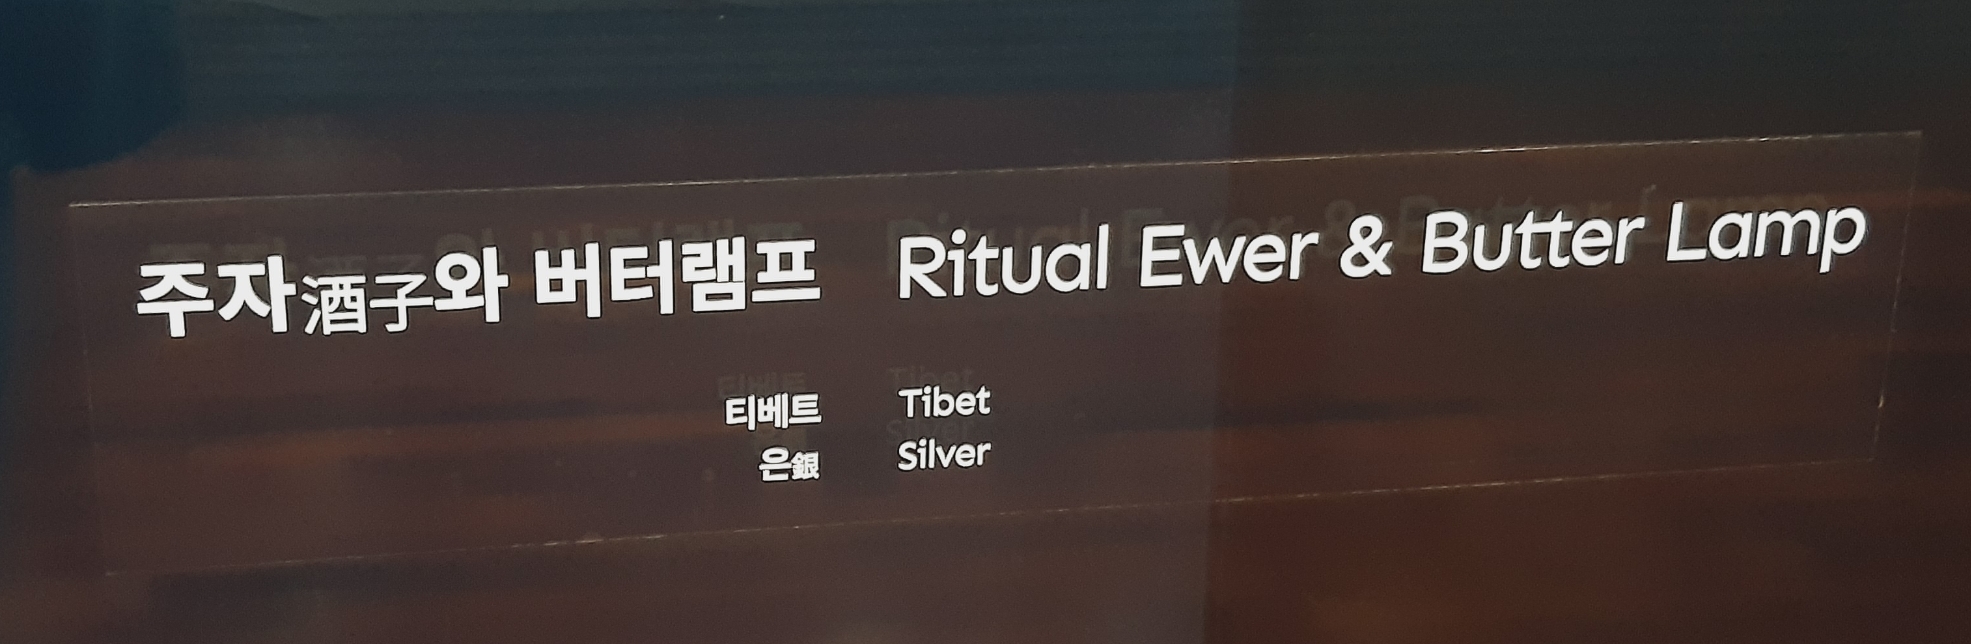 주자酒子와 버터램프 Ritual Ewer & Butter Lamp
티베트 Tibet
은銀 Silver